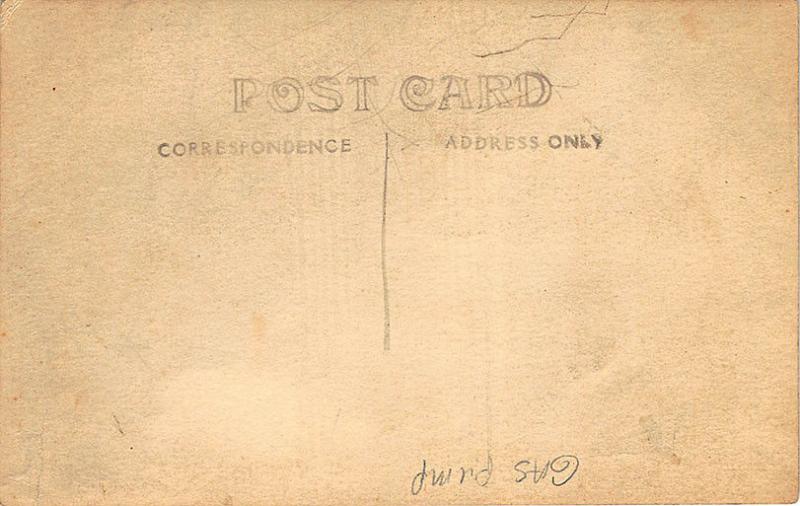 POST CARD
CORRESPONDENCE ADDRESS ONLY
GAS pump